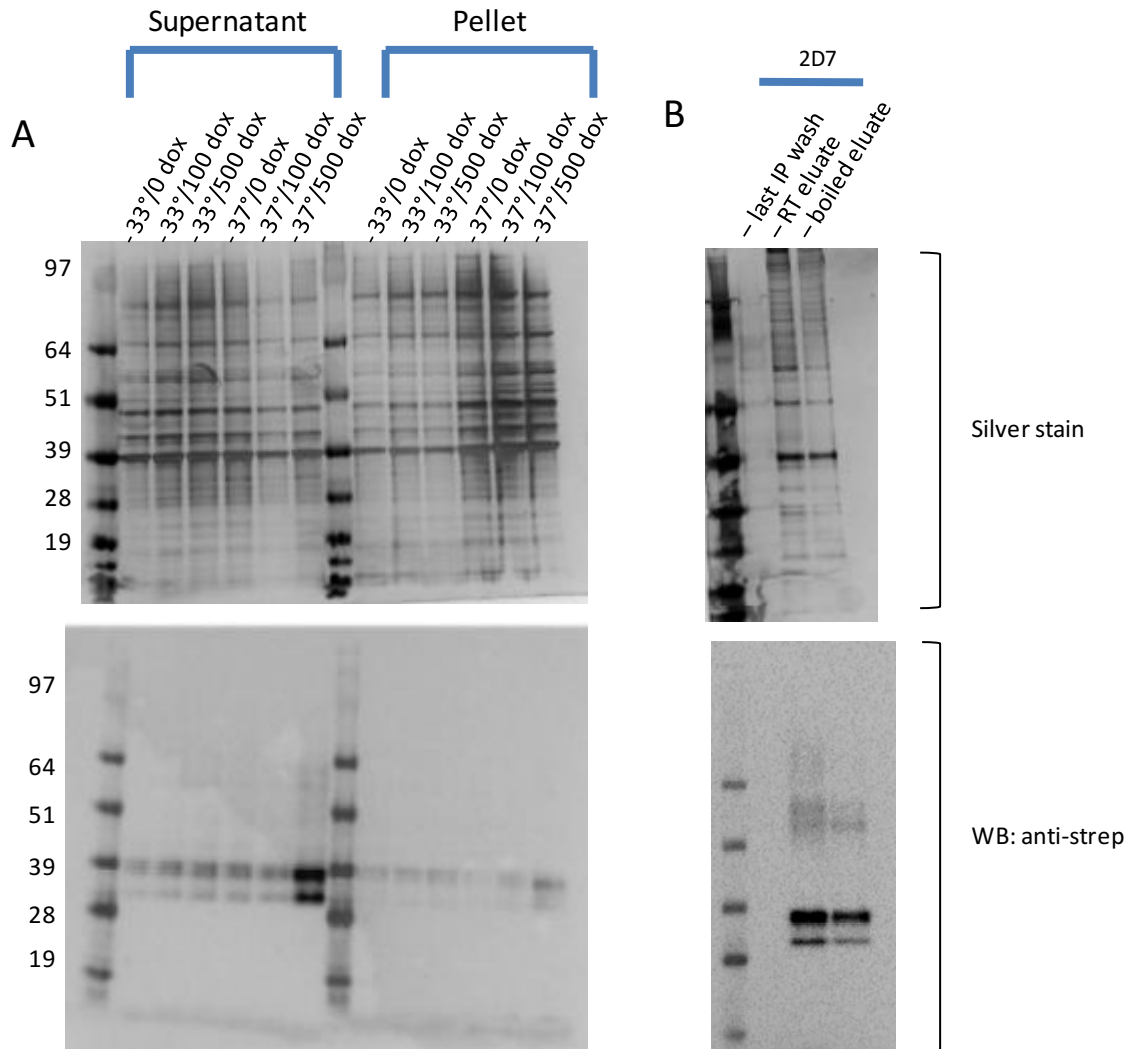 Supernatant
Pellet
A
- 33°/0 dox
- 33°/100 dox
- 33°/500 dox
- 37°/0 dox
- 37°/100 dox
- 37°/500 dox
- 33°/0 dox
- 33°/100 dox
- 33°/500 dox
- 37°/0 dox
- 37°/100 dox
- 37°/500 dox
97
64
51
39
28
19
97
64
51
39
28
19
2D7
B
– last IP wash
– RT eluate
– boiled eluate
Silver stain
WB: anti-strep